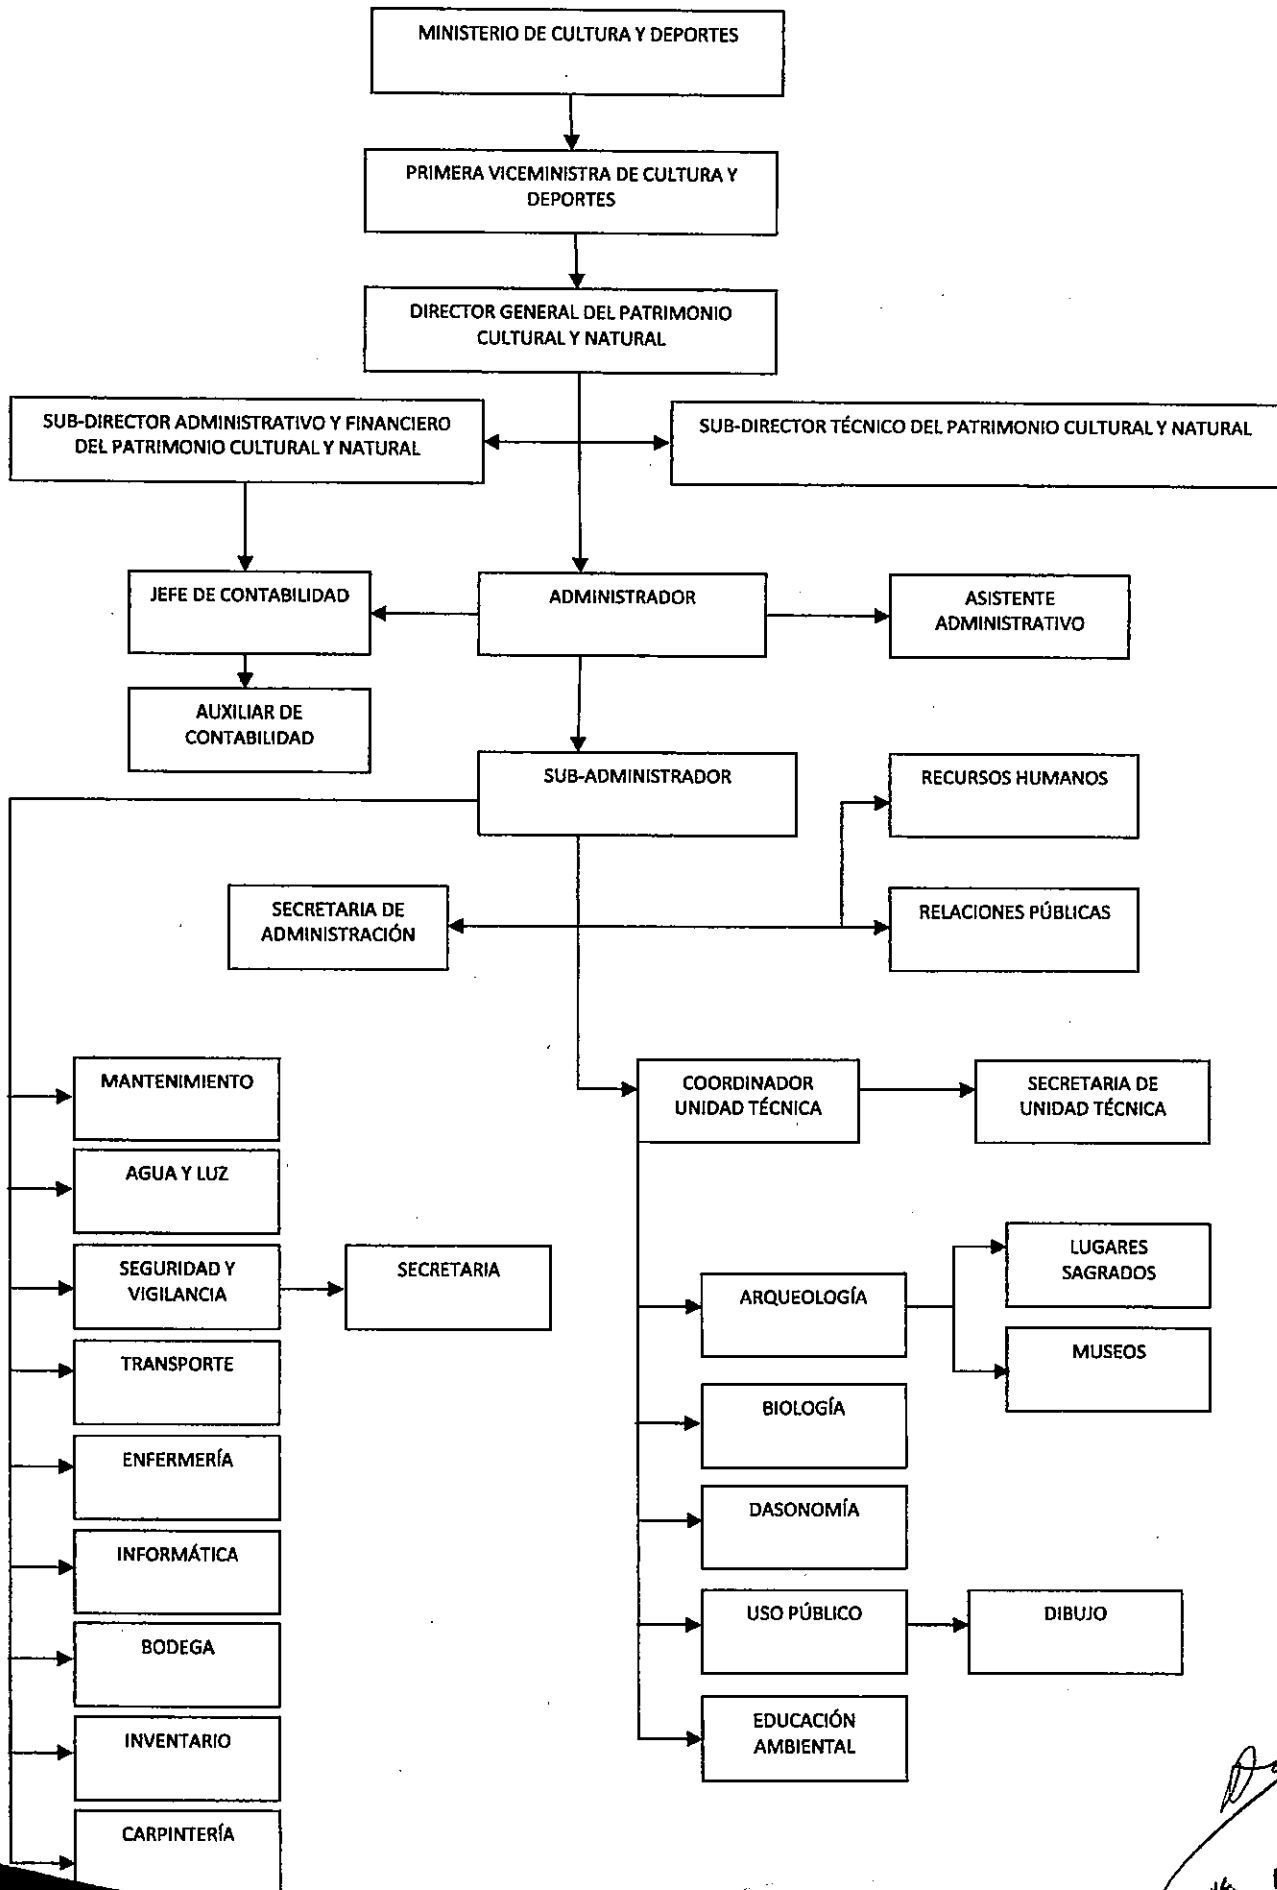 MINISTERIO DE CULTURA Y DEPORTES
PRIMERA VICEMINISTRA DE CULTURA Y
DEPORTES
DIRECTOR GENERAL DEL PATRIMONIO
CULTURAL Y NATURAL
SUB-DIRECTOR ADMINISTRATIVO Y FINANCIERO
DEL PATRIMONIO CULTURAL Y NATURAL
SUB-DIRECTOR TÉCNICO DEL PATRIMONIO CULTURAL Y NATURAL
JEFE DE CONTABILIDAD
ADMINISTRADOR
ASISTENTE
ADMINISTRATIVO
AUXILIAR DE
CONTABILIDAD
SUB-ADMINISTRADOR
RECURSOS HUMANOS
SECRETARIA DE
ADMINISTRACIÓN
RELACIONES PÚBLICAS
MANTENIMIENTO
AGUA Y LUZ
SEGURIDAD Y
VIGILANCIA
SECRETARIA
TRANSPORTE
ENFERMERÍA
INFORMÁTICA
BODEGA
INVENTARIO
CARPINTERÍA
COORDINADOR
UNIDAD TÉCNICA
SECRETARIA DE
UNIDAD TÉCNICA
ARQUEOLOGÍA
LUGARES
SAGRADOS
MUSEOS
BIOLOGÍA
DASONOMÍA
USO PÚBLICO
DIBUJO
EDUCACIÓN
AMBIENTAL